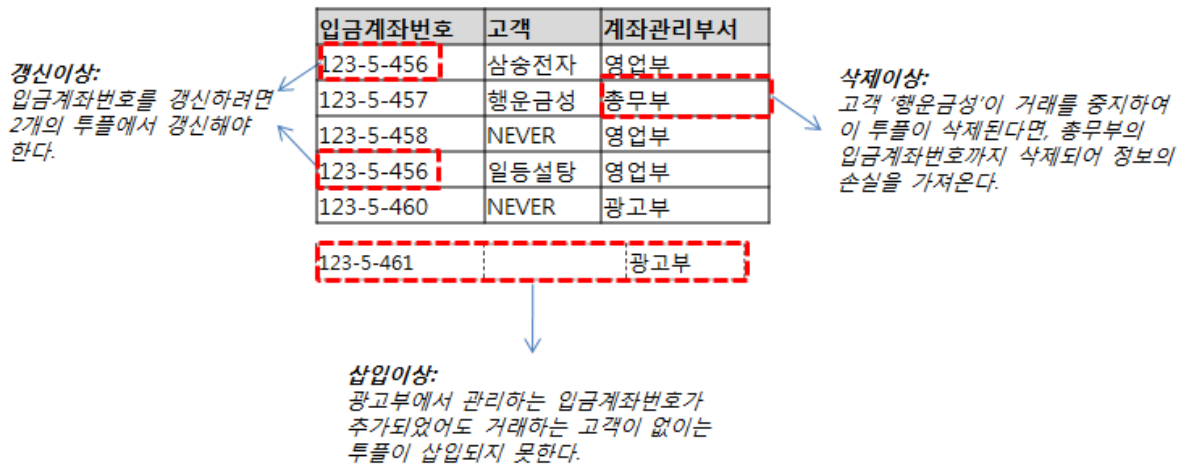 입금계좌번호 고객 계좌관리부서
123-5-456 삼승전자 영업부
123-5-457 행운금성 총무부
123-5-458 NEVER 영업부
123-5-456 일등설탕 영업부
123-5-460 NEVER 광고부
123-5-461 광고부
갱신이상:
입금계좌번호를 갱신하려면
2개의 투플에서 갱신해야
한다.
삭제이상:
고객 '행운금성'이 거래를 중지하여
이 투플이 삭제된다면, 총무부의
입금계좌번호까지 삭제되어 정보의
손실을 가져온다.
삽입이상:
광고부에서 관리하는 입금계좌번호가
추가되었어도 거래하는 고객이 없이는
투플이 삽입되지 못한다.